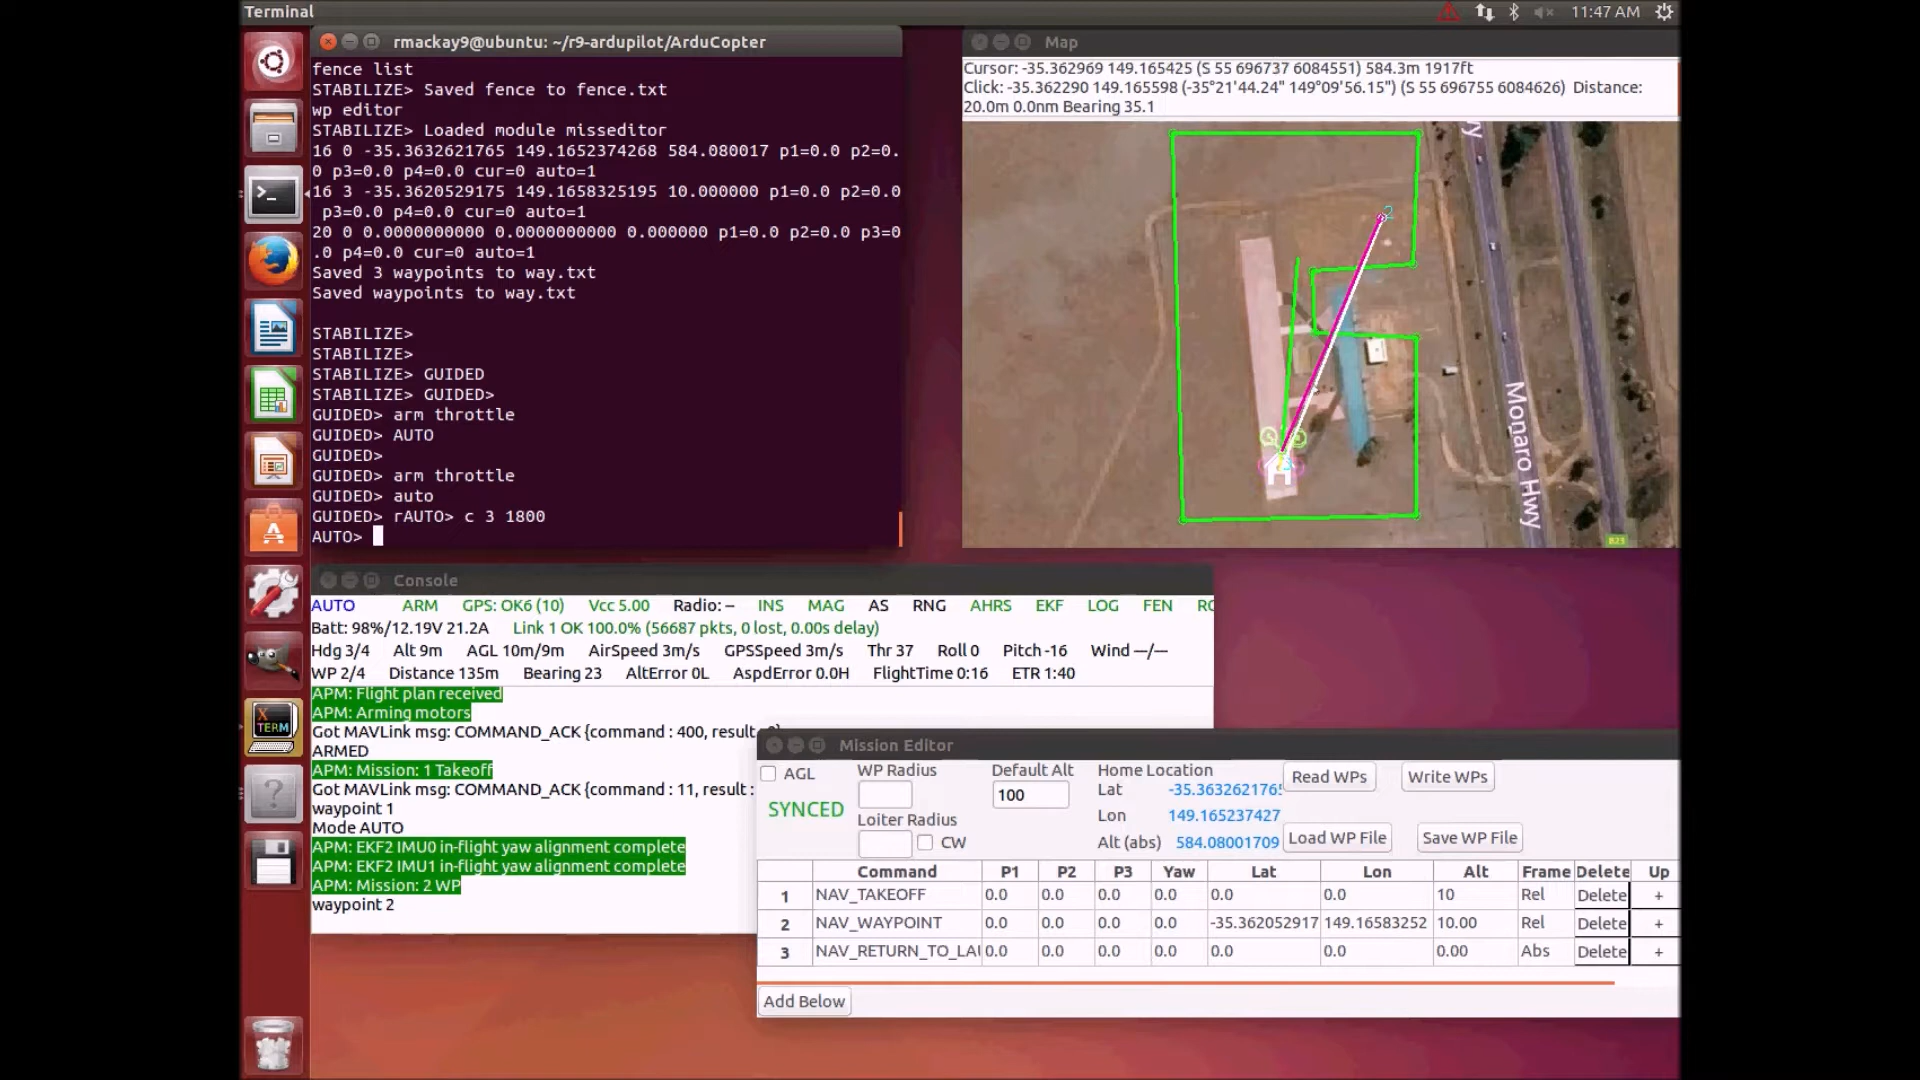 Terminal
11:47 AM
rmackay9@ubuntu: ~/r9-ardupilot/ArduCopter
fence list
STABILIZE> Saved fence to fence.txt
wp editor
STABILIZE> Loaded module misseditor
16 0 -35.3632621765 149.1652374268 584.080017 p1=0.0 p2=0.
0 p3=0.0 p4=0.0 cur=0 auto=1
16 3 -35.3620529175 149.1658325195 10.000000 p1=0.0 p2=0.0
p3=0.0 p4=0.0 cur=0 auto=1
20 0 0.0000000000 0.0000000000 0.000000 p1=0.0 p2=0.0 p3=0
.0 p4=0.0 cur=0 auto=1
Saved 3 waypoints to way.txt
Saved waypoints to way.txt
STABILIZE>
STABILIZE>
STABILIZE> GUIDED
STABILIZE> GUIDED>
GUIDED> arm throttle
GUIDED> AUTO
GUIDED>
arm throttle
GUIDED> auto
GUIDED> rAUTO> c 3 1800
AUTO>
Map
Cursor: -35.362969 149.165425 (S 55 696737 6084551) 584.3m 1917ft
Click: -35.362290 149.165598 (-35°21'44.24" 149°09'56.15") (S 55 696755 6084626) Distance:
20.0m 0.0nm Bearing 35.1
2
Monaro Hwy
B23
Console
AUTO ARM GPS: OK6 (10) Vcc 5.00 Radio: -- INS MAG AS RNG AHRS EKF LOG FEN RC
Batt: 98%/12.19V 21.2A Link 1 OK 100.0% (56687 pkts, 0 lost, 0.00s delay)
Hdg 3/4 Alt 9m AGL 10m/9m AirSpeed 3m/s GPSSpeed 3m/s Thr 37 Roll 0 Pitch -16 Wind ---/---
WP 2/4 Distance 135m Bearing 23 AltError 0L AspdError 0.0H FlightTime 0:16 ETR 1:40
APM: Flight plan received
APM: Arming motors
Got MAVLink msg: COMMAND_ACK {command : 400, result
ARMED
APM: Mission: 1 Takeoff
Got MAVLink msg: COMMAND_ACK {command : 11, result :
waypoint 1
Mode AUTO
APM: EKF2 IMU0 in-flight yaw alignment complete
APM: EKF2 IMU1 in-flight yaw alignment complete
APM: Mission: 2 WP
waypoint 2
Mission Editor
AGL WP Radius Default Alt Home Location Read WPs Write WPs
SYNCED 100 Lat -35.363262176
Loiter Radius Lon 149.165237427
CW Alt (abs) 584.08001709 Load WP File Save WP File
Command P1 P2 P3 Yaw Lat Lon Alt Frame Delete Up
1 NAV_TAKEOFF 0.0 0.0 0.0 0.0 0.0 0.0 10 Rel Delete +
2 NAV_WAYPOINT 0.0 0.0 0.0 0.0 -35.362052917 149.16583252 10.00 Rel Delete +
3 NAV_RETURN_TO_LAU 0.0 0.0 0.0 0.0 0.0 0.0 0.00 Abs Delete +
Add Below